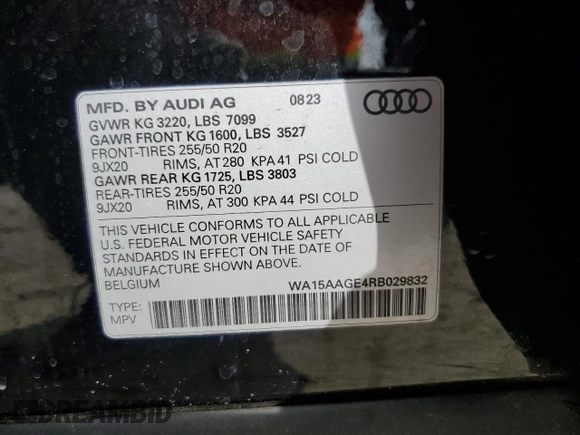 MFD. BY AUDI AG 0823
GVWR KG 3220, LBS 7099
GAWR FRONT KG 1600, LBS 3527
FRONT-TIRES 255/50 R20
9JX20 RIMS, AT 280 KPA 41 PSI COLD
GAWR REAR KG 1725, LBS 3803
REAR-TIRES 255/50 R20
9JX20 RIMS, AT 300 KPA 44 PSI COLD
THIS VEHICLE CONFORMS TO ALL APPLICABLE
U.S. FEDERAL MOTOR VEHICLE SAFETY
STANDARDS IN EFFECT ON THE DATE OF
MANUFACTURE SHOWN ABOVE.
BELGIUM WA15AAGE4RB029832
TYPE:
MPV
DREAMBID